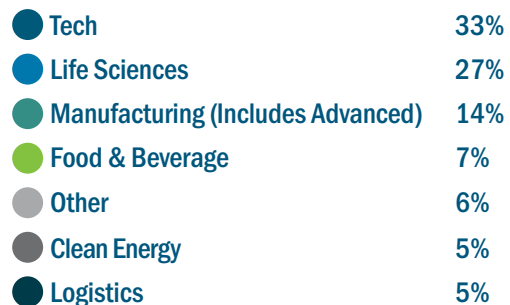 Tech 33%
Life Sciences 27%
Manufacturing (Includes Advanced) 14%
Food & Beverage 7%
Other 6%
Clean Energy 5%
Logistics 5%